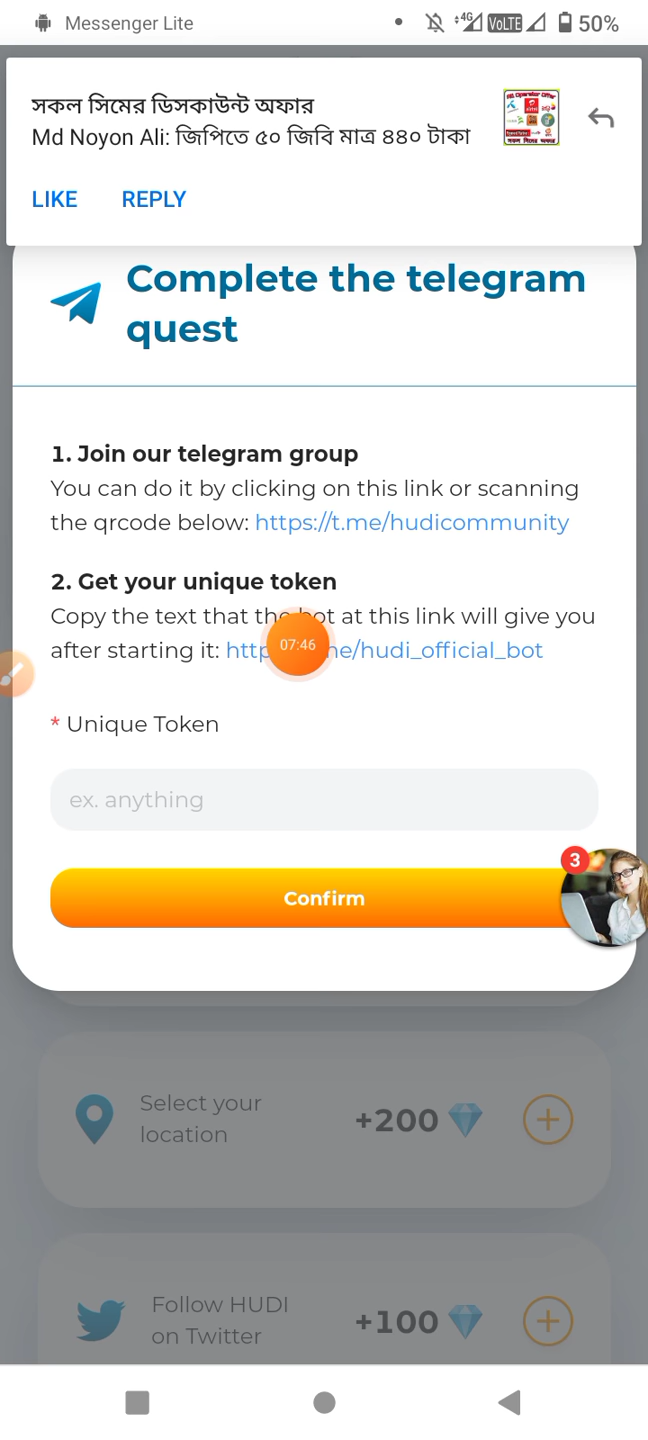 Messenger Lite
4G VoLTE 50%
সকল সিমের ডিসকাউন্ট অফার
Md Noyon Ali: জিপিতে ৫০ জিবি মাত্র ৪৪০ টাকা
LIKE REPLY
Complete the telegram
quest
1. Join our telegram group
You can do it by clicking on this link or scanning
the qrcode below: https://t.me/hudicommunity
2. Get your unique token
Copy the text that the bot at this link will give you
07:46
after starting it: http me/hudi_official_bot
* Unique Token
ex. anything
3
Confirm
Select your
location
+200
Follow HUDI
on Twitter
+100